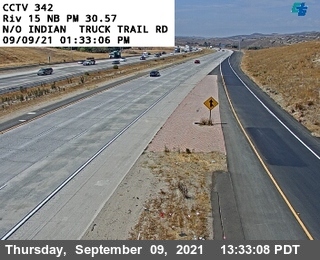 CCTV 342
Riv 15 NB PM 30.57
N/O INDIAN TRUCK TRAIL RD
09/09/21 01:33:06 PM
Thursday, September 09, 2021 13:33:08 PDT